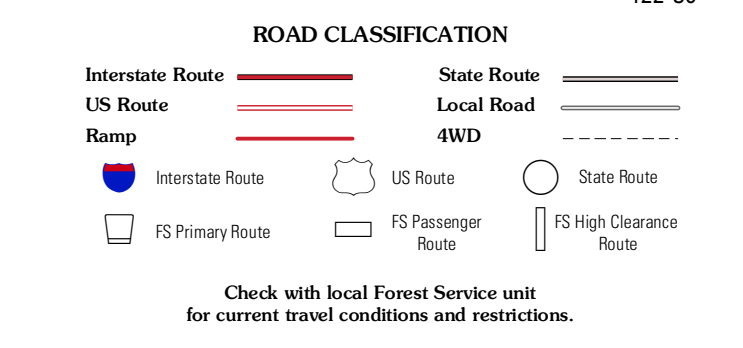 ROAD CLASSIFICATION
Interstate Route
State Route
US Route
Local Road
Ramp
4WD
Interstate Route
US Route
State Route
FS Primary Route
FS Passenger
Route
FS High Clearance
Route
Check with local Forest Service unit
for current travel conditions and restrictions.